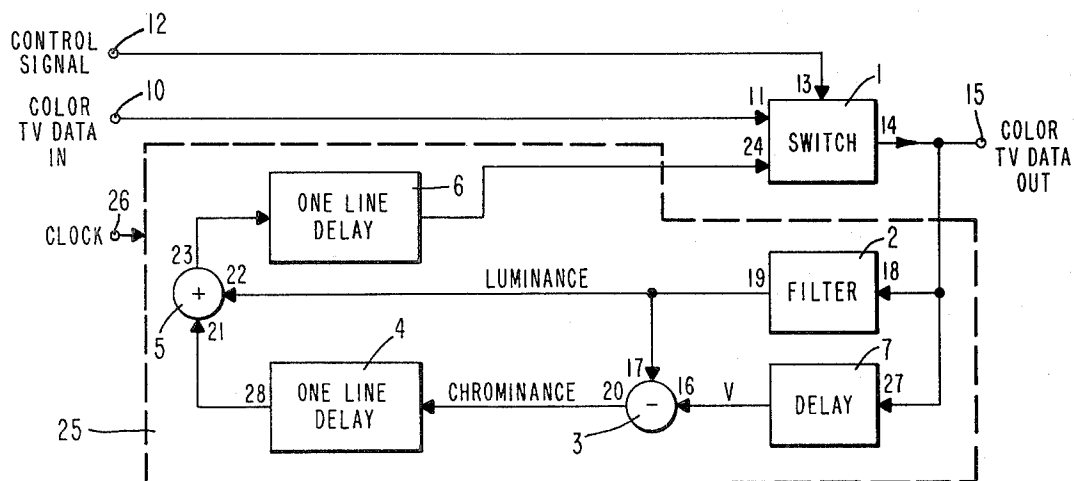 12
CONTROL
SIGNAL
10
COLOR
TV DATA
IN
13
1
11
24
SWITCH
14
15
COLOR
TV DATA
OUT
26
CLOCK
6
ONE LINE
DELAY
23
22
+
5
21
LUMINANCE
19
2
FILTER
18
17
4
ONE LINE
DELAY
28
CHROMINANCE
20
−
3
16
V
7
DELAY
27
25